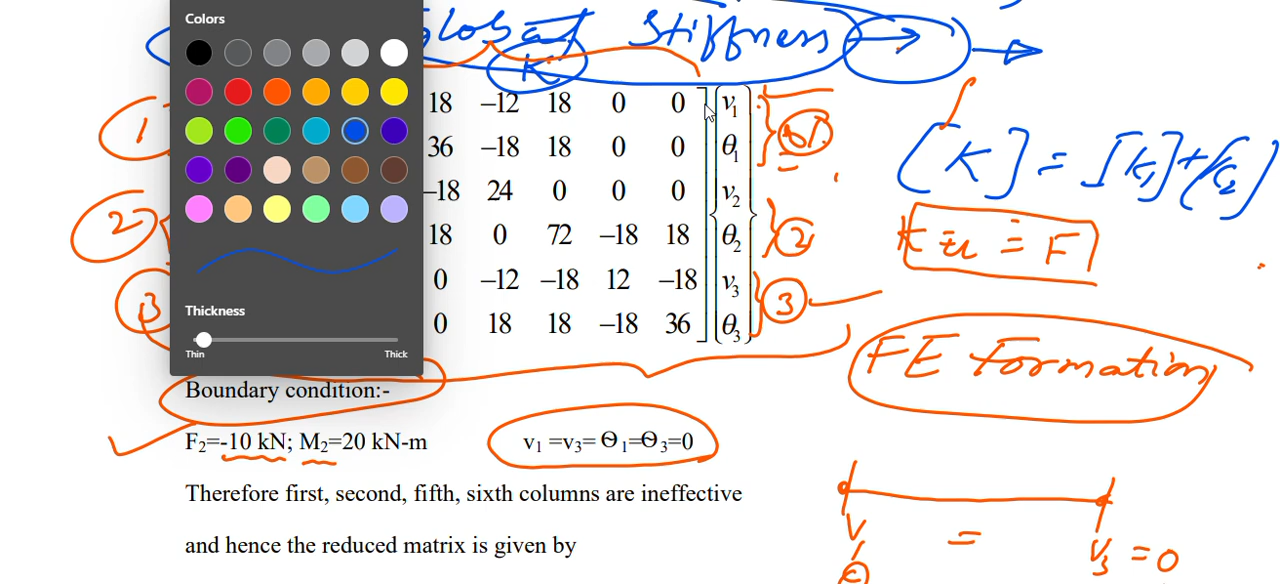 Colors
Global Stiffness
K
18 −12 18 0 0 v1
1
36 −18 18 0 0 θ1
[K] = [k1]+[k2]
−18 24 0 0 0 v2
2
18 0 72 −18 18 θ2 2
Ku = F
0 −12 −18 12 −18 v3
3
3
0 18 18 −18 36 θ3
Thickness
Thin Thick
FE Formation
Boundary condition:-
F2=-10 kN; M2=20 kN-m v1 =v3= Θ1=Θ3=0
Therefore first, second, fifth, sixth columns are ineffective
and hence the reduced matrix is given by
V1 = V3 = 0